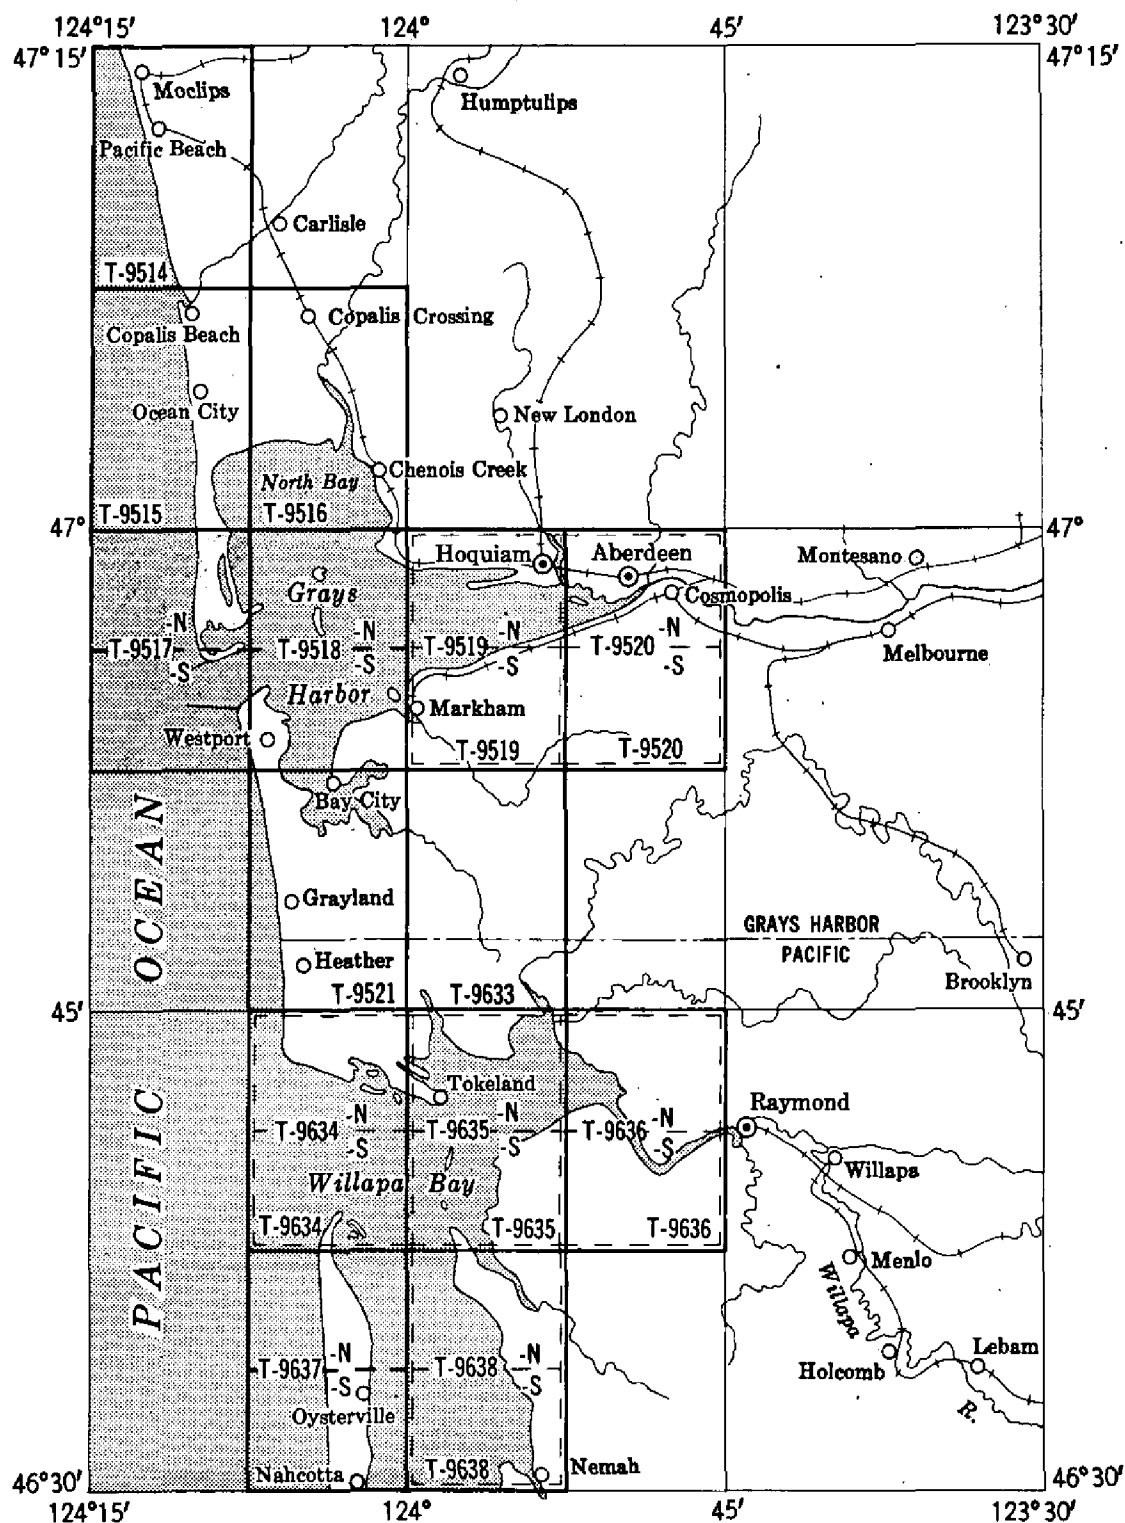 124°15′ 124° 45′ 123°30′
47°15′ 47°15′
Moclips
Humptulips
Pacific Beach
Carlisle
T-9514
Copalis Beach
Copalis Crossing
Ocean City
New London
Chenois Creek
North Bay
T-9515 T-9516
47° 47°
Hoquiam Aberdeen Montesano
Grays
Cosmopolis
-N -N -N
T-9517 T-9518 -N T-9519 T-9520
-S -S -S -S
Melbourne
Harbor
Markham
Westport
T-9519 T-9520
Bay City
PACIFIC OCEAN
Grayland
GRAYS HARBOR
PACIFIC
Heather
Brooklyn
T-9521 T-9633
45′ 45′
Tokeland
Raymond
-N -N -N
T-9634 T-9635 T-9636
-S -S -S
Willapa
Willapa Bay
T-9634 T-9635 T-9636
Menlo
Willapa
R.
-N -N
T-9637 T-9638
-S -S
Lebam
Holcomb
Oysterville
Nahcotta T-9638 Nemah
46°30′ 46°30′
124°15′ 124° 45′ 123°30′